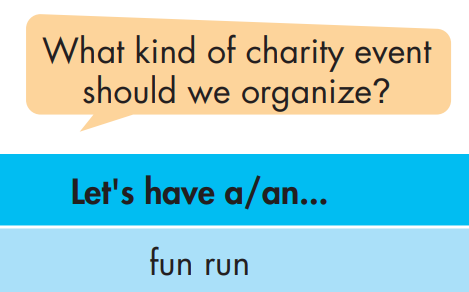 What kind of charity event
should we organize?
Let's have a/an...
fun run